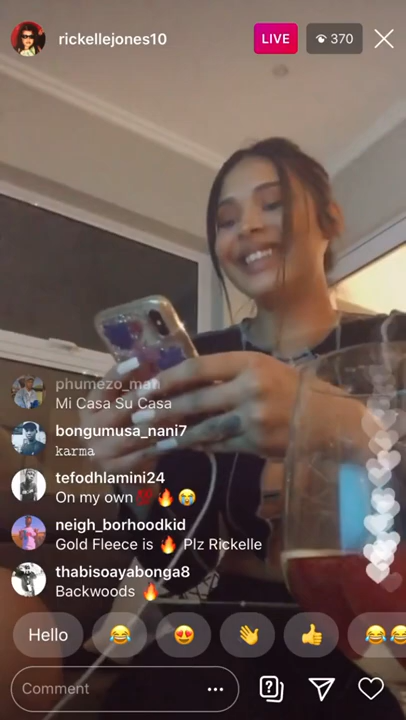 rickellejones10
LIVE
370
phumezo_mah
Mi Casa Su Casa
bongumusa_nani7
karma
tefodhlamini24
On my own 💯🔥😭
neigh_borhoodkid
Gold Fleece is 🔥 Plz Rickelle
thabisoayabonga8
Backwoods 🔥
Hello 😂 😍 👋 👍 😂😂
Comment